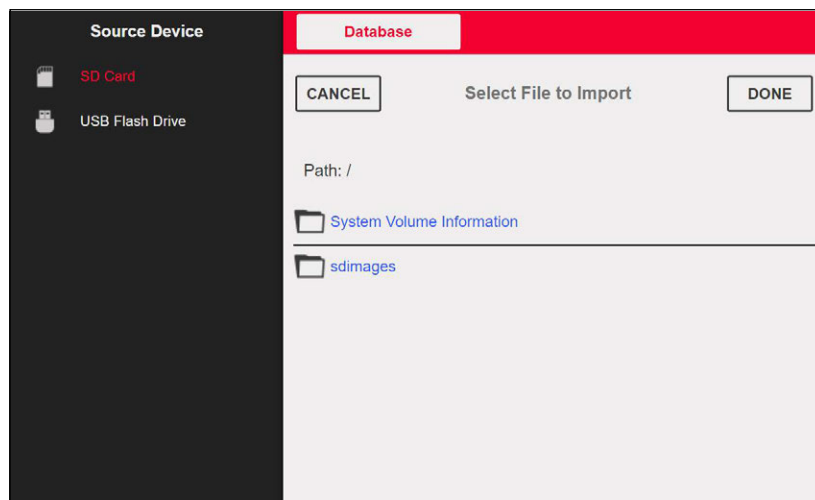 Source Device
SD Card
USB Flash Drive
Database
CANCEL
Select File to Import
DONE
Path: /
System Volume Information
sdimages